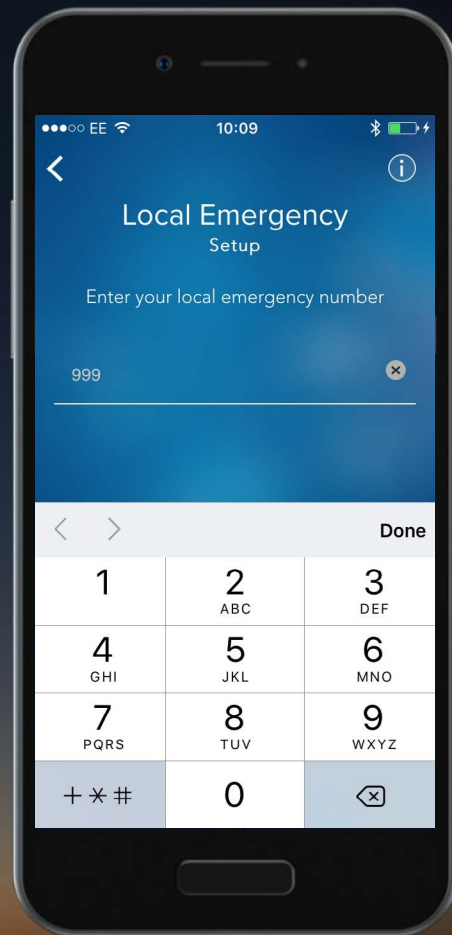 EE 10:09
Local Emergency
Setup
Enter your local emergency number
999
Done
1 2 3
ABC DEF
4 5 6
GHI JKL MNO
7 8 9
PQRS TUV WXYZ
+*# 0